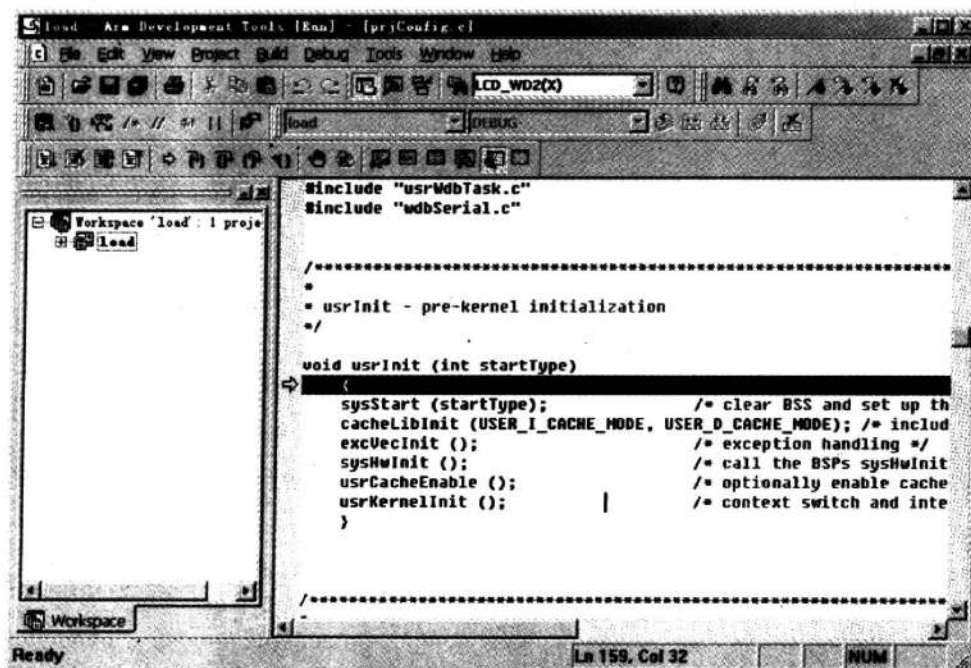 load - Arm Development Tools [Enn] - [prjConfig.c]
File Edit View Project Build Debug Tools Window Help
LCD_WD2(X)
load DEBUG
Workspace 'load': 1 proje
load
Workspace
#include "usrWdbTask.c"
#include "wdbSerial.c"
/******************************************************************
*
* usrInit - pre-kernel initialization
*/
void usrInit (int startType)
{
sysStart (startType); /* clear BSS and set up th
cacheLibInit (USER_I_CACHE_MODE, USER_D_CACHE_MODE); /* includ
excVecInit (); /* exception handling */
sysHwInit (); /* call the BSPs sysHwInit
usrCacheEnable (); /* optionally enable cache
usrKernelInit (); /* context switch and inte
}
/******************************************************************
Ready Ln 159, Col 32 NUM